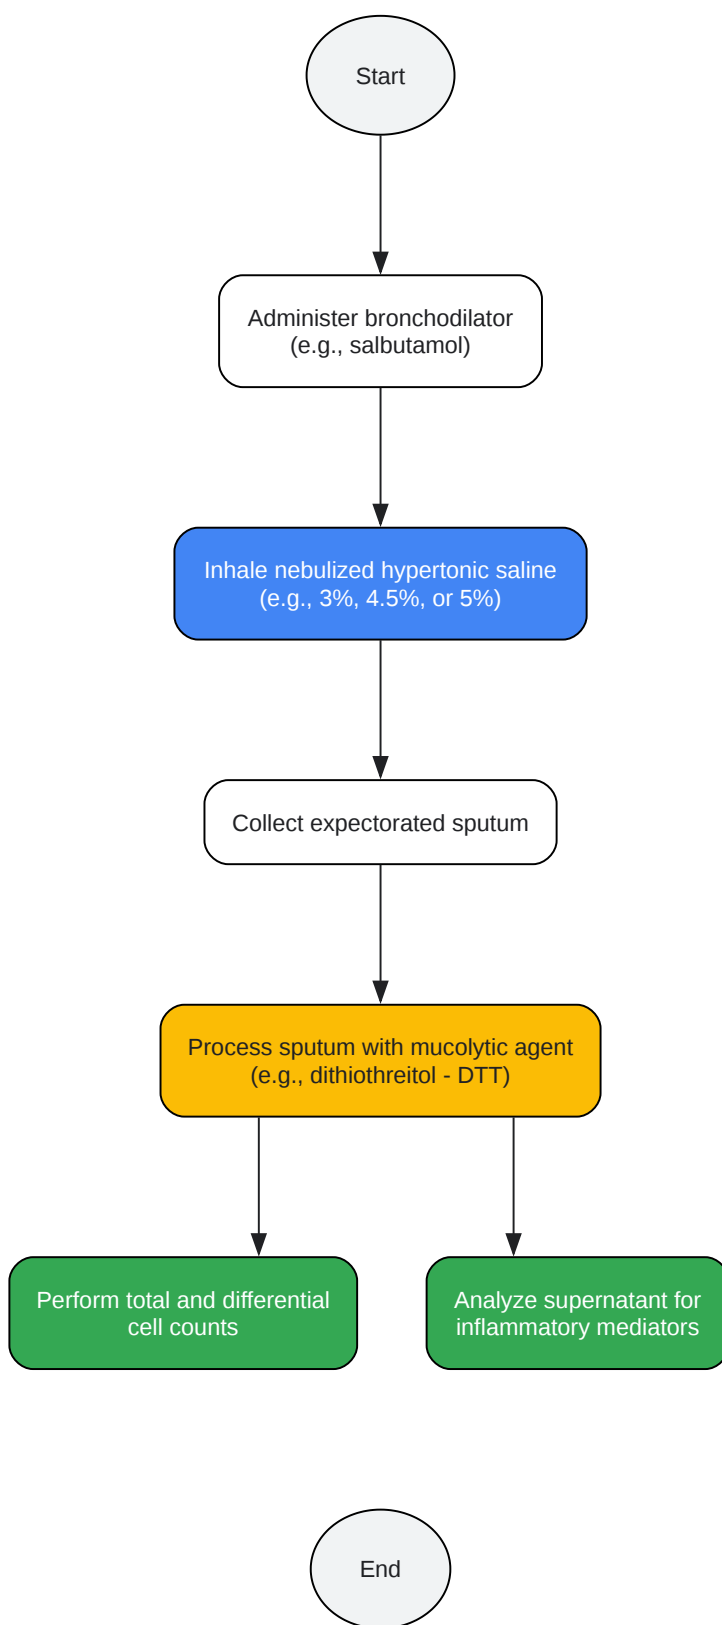 Start
Administer bronchodilator
(e.g., salbutamol)
Inhale nebulized hypertonic saline
(e.g., 3%, 4.5%, or 5%)
Collect expectorated sputum
Process sputum with mucolytic agent
(e.g., dithiothreitol - DTT)
Perform total and differential
cell counts
Analyze supernatant for
inflammatory mediators
End